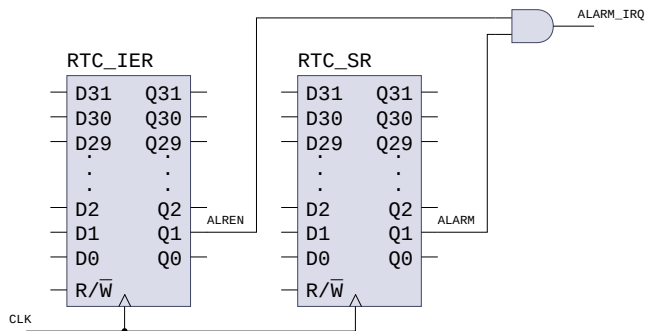 ALARM_IRQ
RTC_IER RTC_SR
D31 Q31 D31 Q31
D30 Q30 D30 Q30
D29 Q29 D29 Q29
. . . .
. . . .
. . . .
D2 Q2 D2 Q2
ALREN ALARM
D1 Q1 D1 Q1
D0 Q0 D0 Q0
R/W̅ R/W̅
CLK